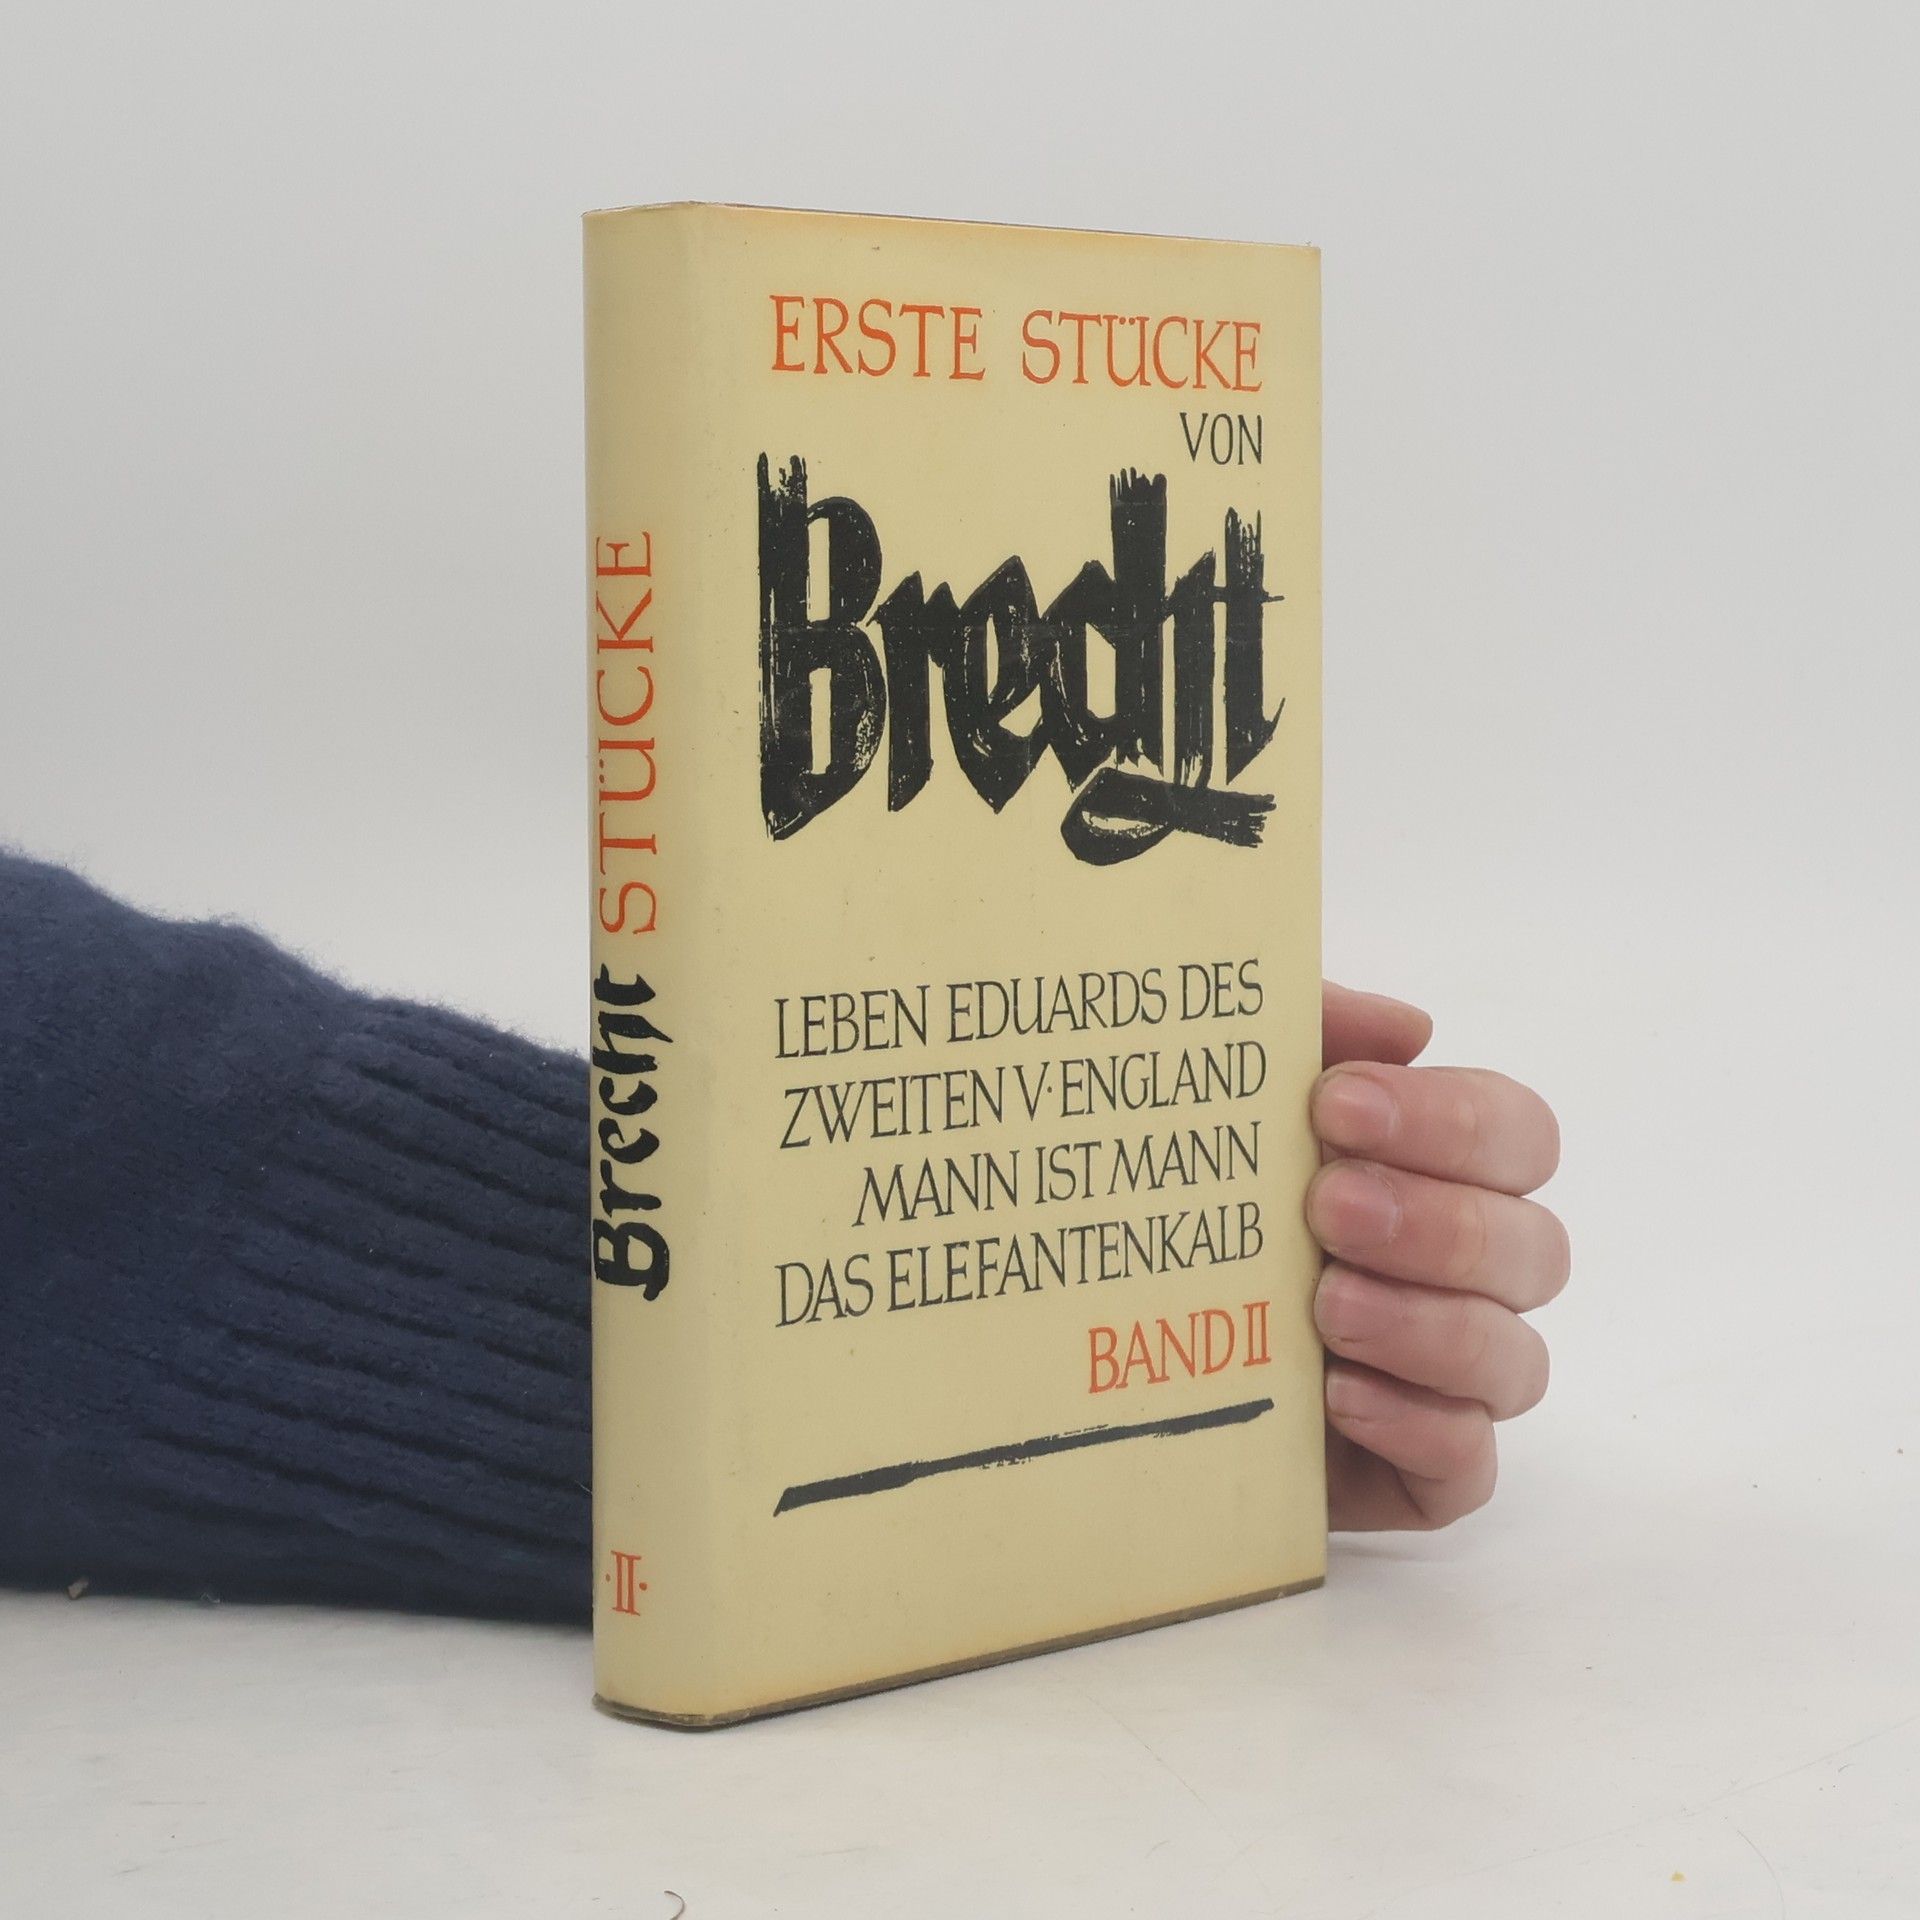 ERSTE STÜCKE
VON
Brecht
LEBEN EDUARDS DES
ZWEITEN V·ENGLAND
MANN IST MANN
DAS ELEFANTENKALB
BAND II
Brecht STÜCKE
·II·